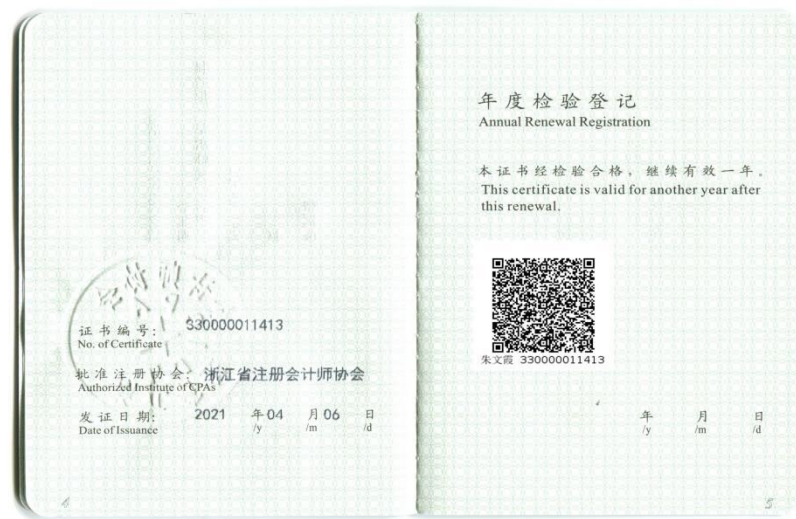 证书编号: 330000011413
No. of Certificate
批准注册协会: 浙江省注册会计师协会
Authorized Institute of CPAs
发证日期: 2021 年 04 月 06 日
Date of Issuance /y /m /d
4
年度检验登记
Annual Renewal Registration
本证书经检验合格，继续有效一年。
This certificate is valid for another year after
this renewal.
朱文霞 330000011413
年 月 日
/y /m /d
5